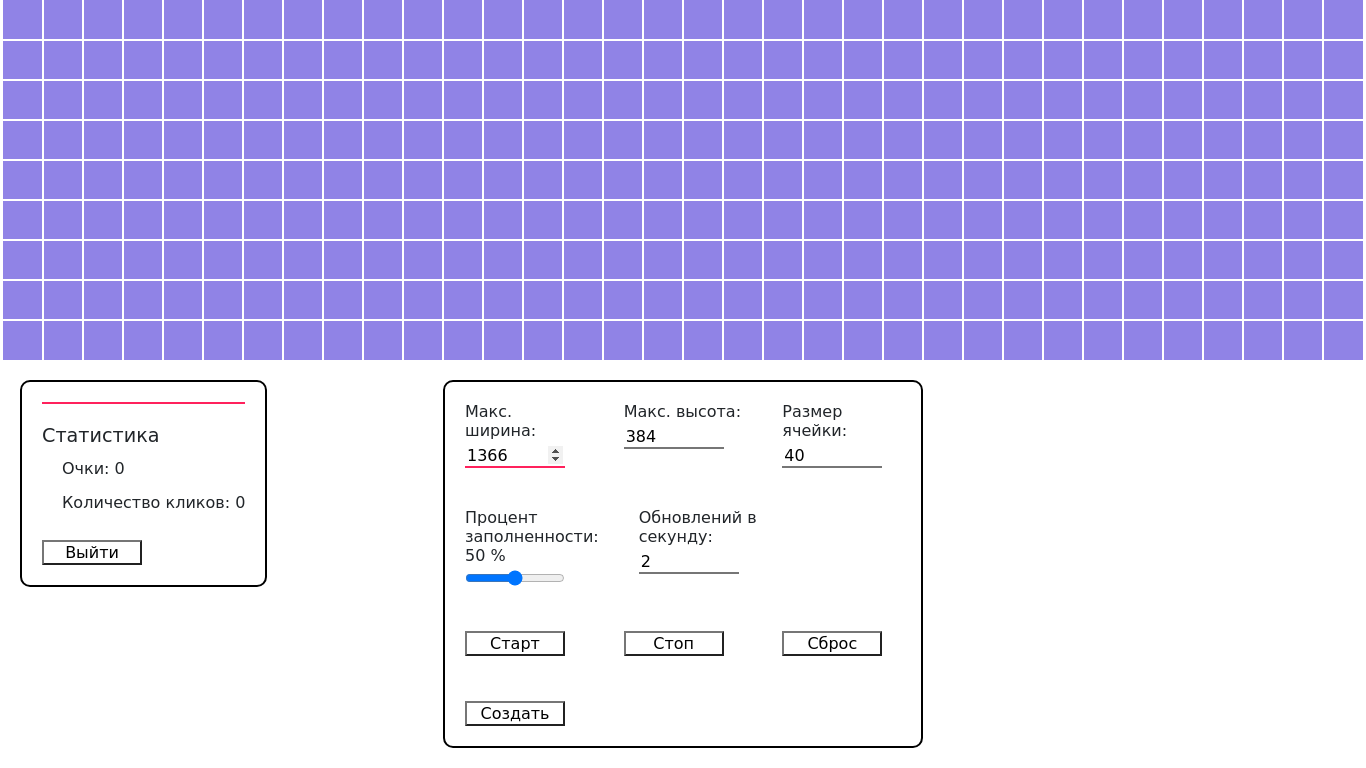 Статистика
Очки: 0
Количество кликов: 0
Выйти
Макс.
ширина:
1366
Макс. высота:
384
Размер
ячейки:
40
Процент
заполненности:
50 %
Обновлений в
секунду:
2
Старт
Стоп
Сброс
Создать